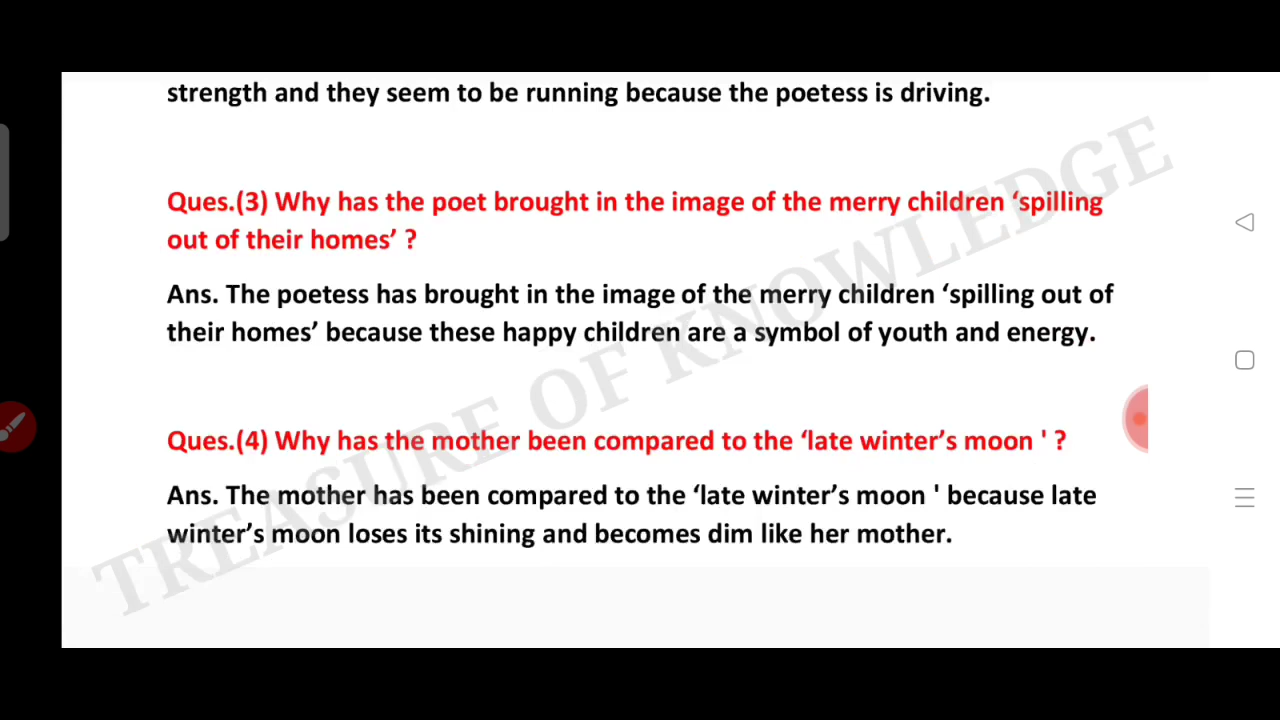 strength and they seem to be running because the poetess is driving.
Ques.(3) Why has the poet brought in the image of the merry children ‘spilling
out of their homes’ ?
Ans. The poetess has brought in the image of the merry children ‘spilling out of
their homes’ because these happy children are a symbol of youth and energy.
Ques.(4) Why has the mother been compared to the ‘late winter’s moon ' ?
Ans. The mother has been compared to the ‘late winter’s moon ' because late
winter’s moon loses its shining and becomes dim like her mother.
TREASURE OF KNOWLEDGE